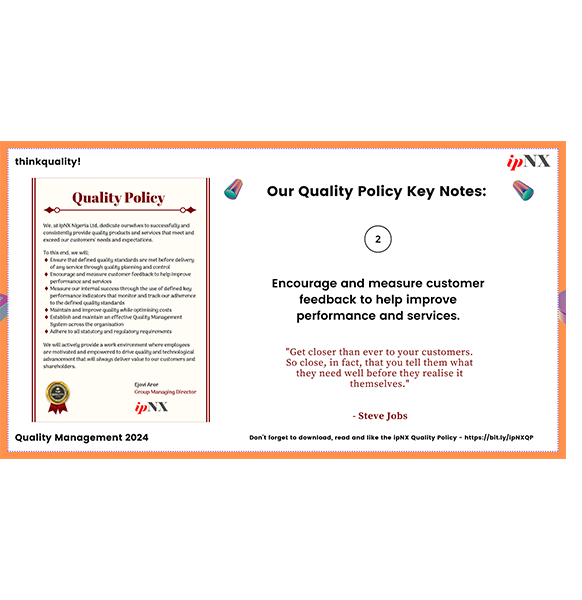 thinkquality!
ipNX
Quality Policy
We, at ipNX Nigeria Ltd, dedicate ourselves to successfully and
consistently provide quality products and services that meet and
exceed our customers' needs and expectations.
To this end, we will;
Ensure that defined quality standards are met before delivery
of any service through quality planning and control
Encourage and measure customer feedback to help improve
performance and services
Measure our internal success through the use of defined key
performance indicators that monitor and track our adherence
to the defined quality standards
Maintain and improve quality while optimising costs
Establish and maintain an effective Quality Management
System across the organisation
Adhere to all statutory and regulatory requirements
We will actively provide a work environment where employees
are motivated and empowered to drive quality and technological
advancement that will always deliver value to our customers and
shareholders.
Ejovi Aror
Group Managing Director
ipNX
Our Quality Policy Key Notes:
2
Encourage and measure customer
feedback to help improve
performance and services.
"Get closer than ever to your customers.
So close, in fact, that you tell them what
they need well before they realise it
themselves."
- Steve Jobs
Quality Management 2024
Don't forget to download, read and like the ipNX Quality Policy - https://bit.ly/ipNXQP